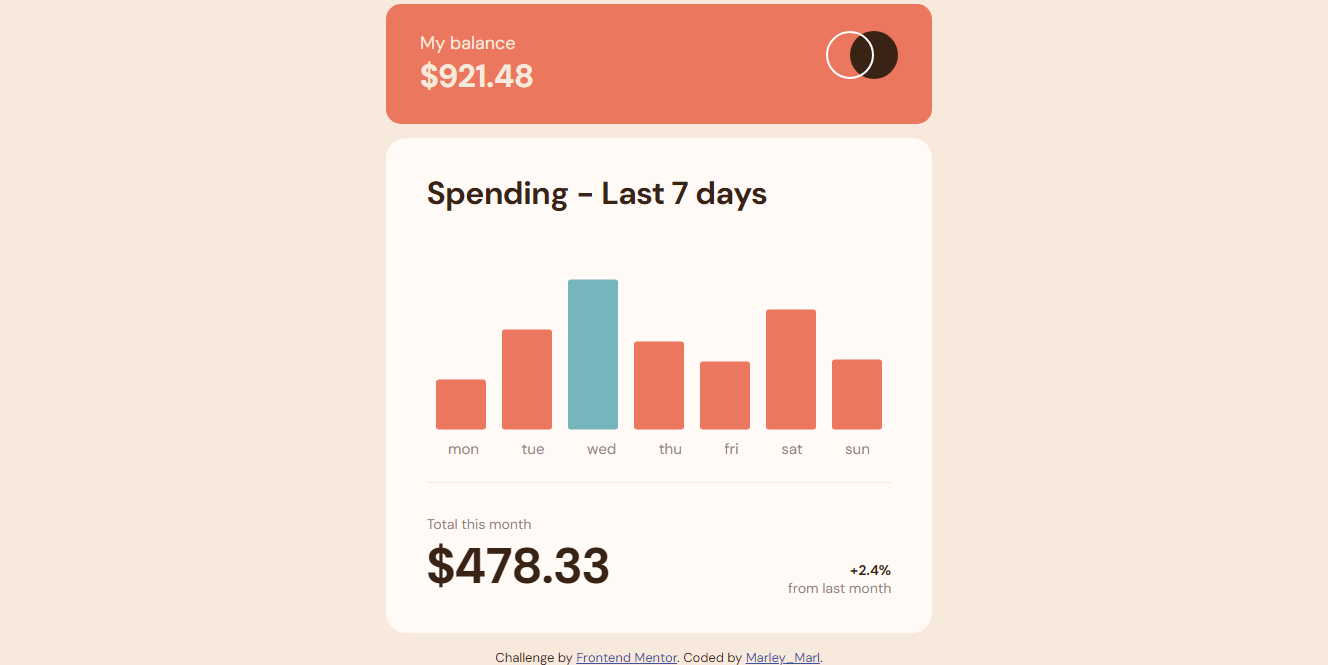 My balance
$921.48
Spending - Last 7 days
mon tue wed thu fri sat sun
Total this month
$478.33
+2.4%
from last month
Challenge by Frontend Mentor. Coded by Marley_Marl.